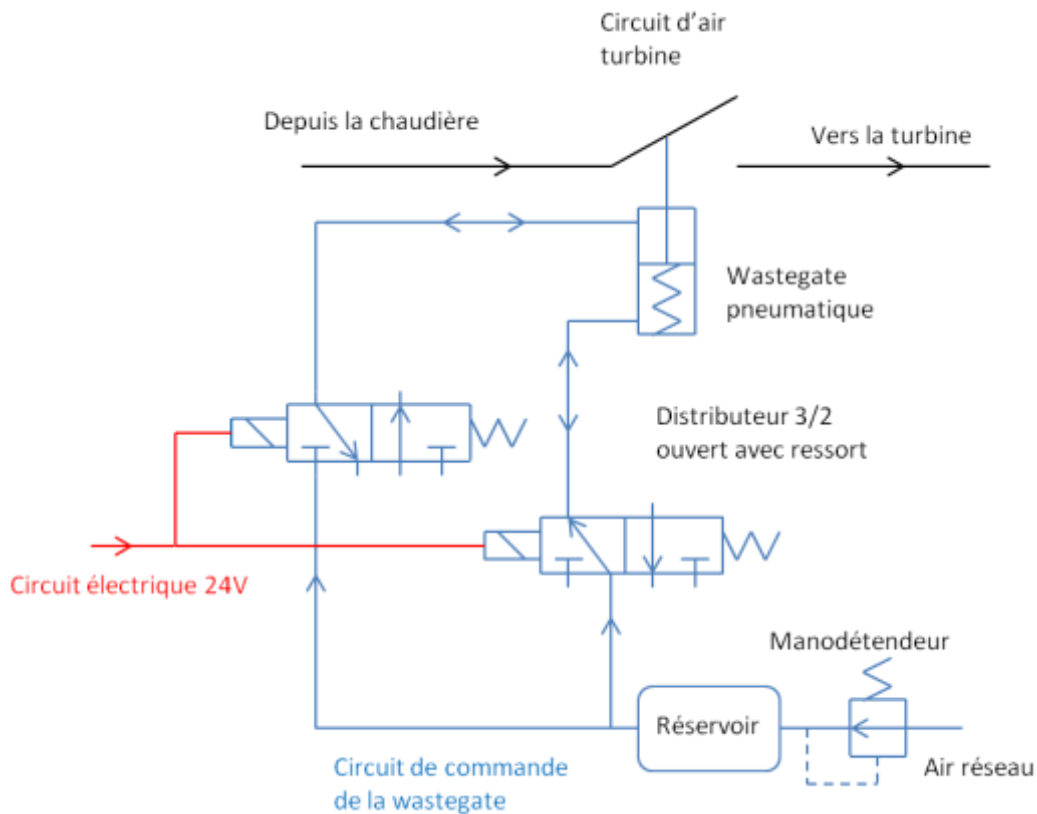 Circuit d’air
turbine
Depuis la chaudière
Vers la turbine
Wastegate
pneumatique
Distributeur 3/2
ouvert avec ressort
Circuit électrique 24V
Manodétendeur
Réservoir
Air réseau
Circuit de commande
de la wastegate